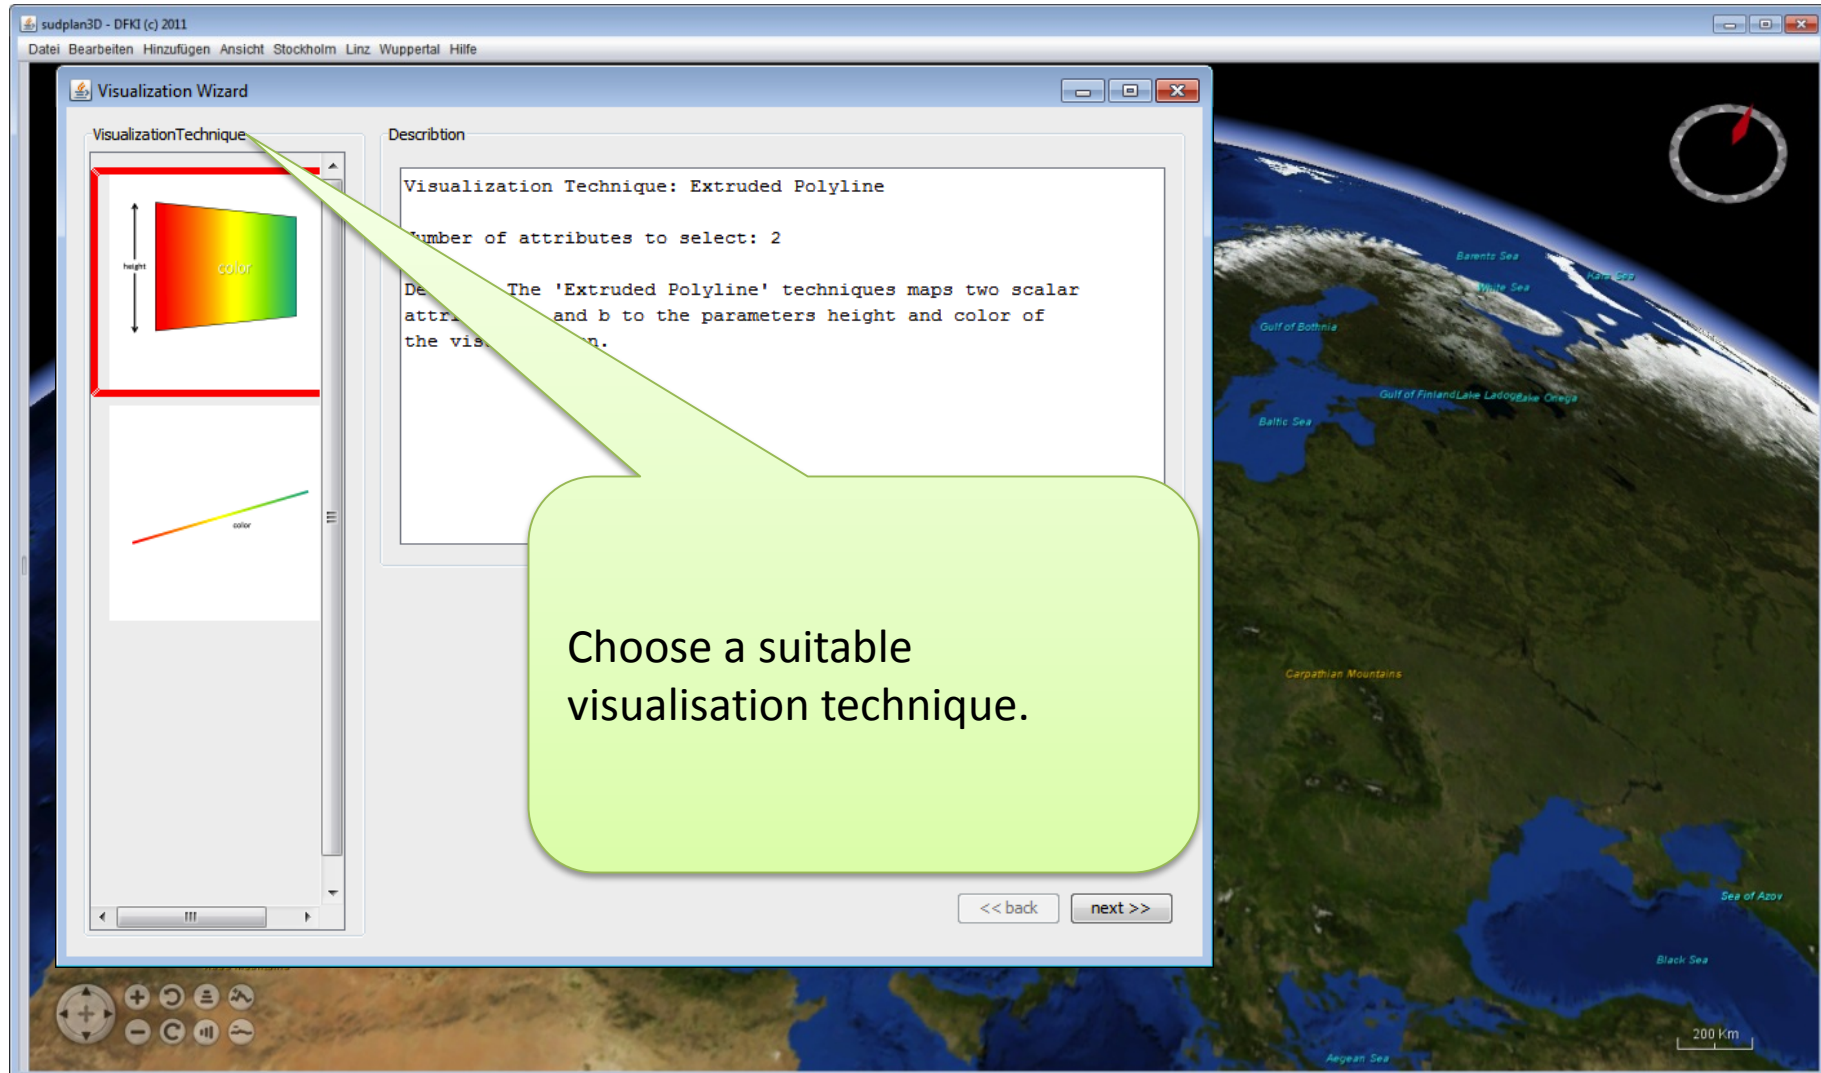 sudplan3D - DFKI (c) 2011
Datei Bearbeiten Hinzufügen Ansicht Stockholm Linz Wuppertal Hilfe
Visualization Wizard
VisualizationTechnique
Describtion
height
color
color
Visualization Technique: Extruded Polyline
Number of attributes to select: 2
The 'Extruded Polyline' techniques maps two scalar
and b to the parameters height and color of
the
Choose a suitable
visualisation technique.
<< back
next >>
Barents Sea
Kara Sea
White Sea
Gulf of Bothnia
Gulf of Finland
Lake Ladoga
Lake Onega
Baltic Sea
Carpathian Mountains
Sea of Azov
Black Sea
Aegean Sea
200 Km